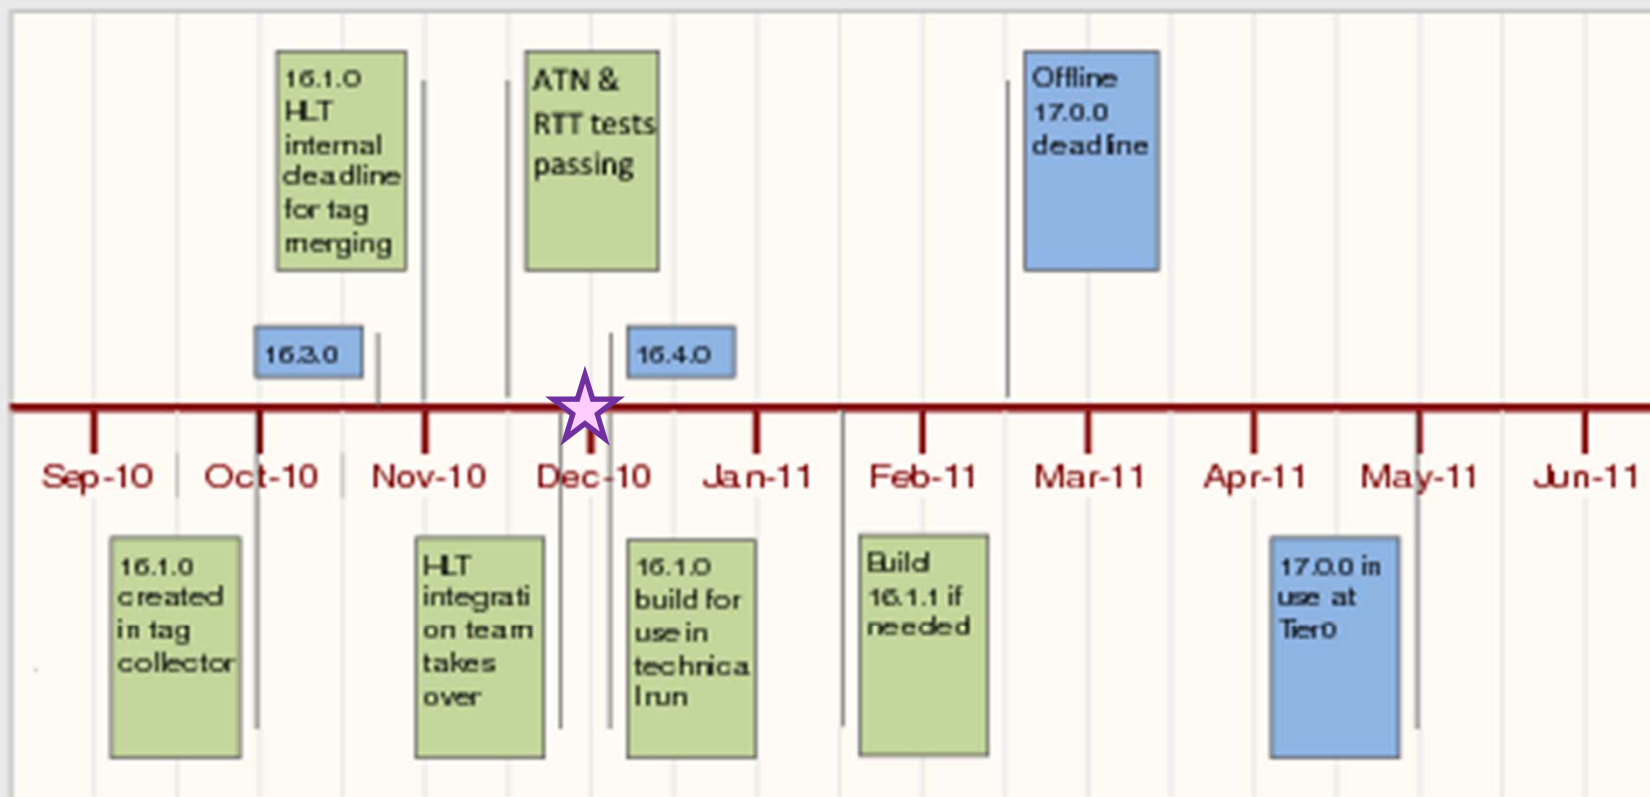 16.1.0
HLT
internal
deadline
for tag
merging
ATN &
RTT tests
passing
Offline
17.0.0
deadline
16.3.0
16.4.0
Sep-10 Oct-10 Nov-10 Dec-10 Jan-11 Feb-11 Mar-11 Apr-11 May-11 Jun-11
16.1.0
created
in tag
collector
HLT
integrati
on team
takes
over
16.1.0
build for
use in
technica
l run
Build
16.1.1 if
needed
17.0.0 in
use at
Tier0